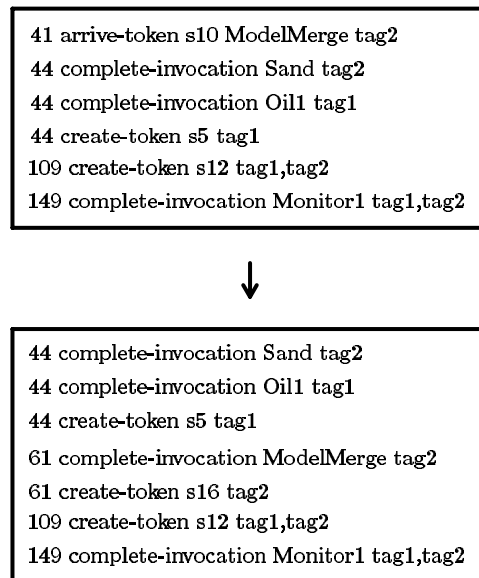 41 arrive-token s10 ModelMerge tag2
44 complete-invocation Sand tag2
44 complete-invocation Oil1 tag1
44 create-token s5 tag1
109 create-token s12 tag1,tag2
149 complete-invocation Monitor1 tag1,tag2
44 complete-invocation Sand tag2
44 complete-invocation Oil1 tag1
44 create-token s5 tag1
61 complete-invocation ModelMerge tag2
61 create-token s16 tag2
109 create-token s12 tag1,tag2
149 complete-invocation Monitor1 tag1,tag2